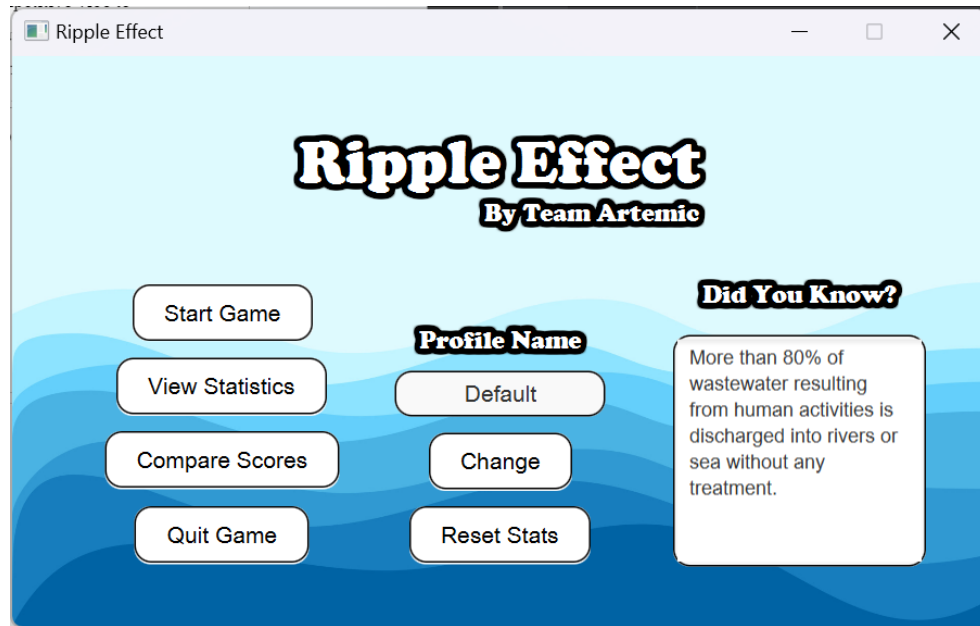 Ripple Effect
Ripple Effect
By Team Artemic
Start Game
View Statistics
Compare Scores
Quit Game
Profile Name
Default
Change
Reset Stats
Did You Know?
More than 80% of
wastewater resulting
from human activities is
discharged into rivers or
sea without any
treatment.